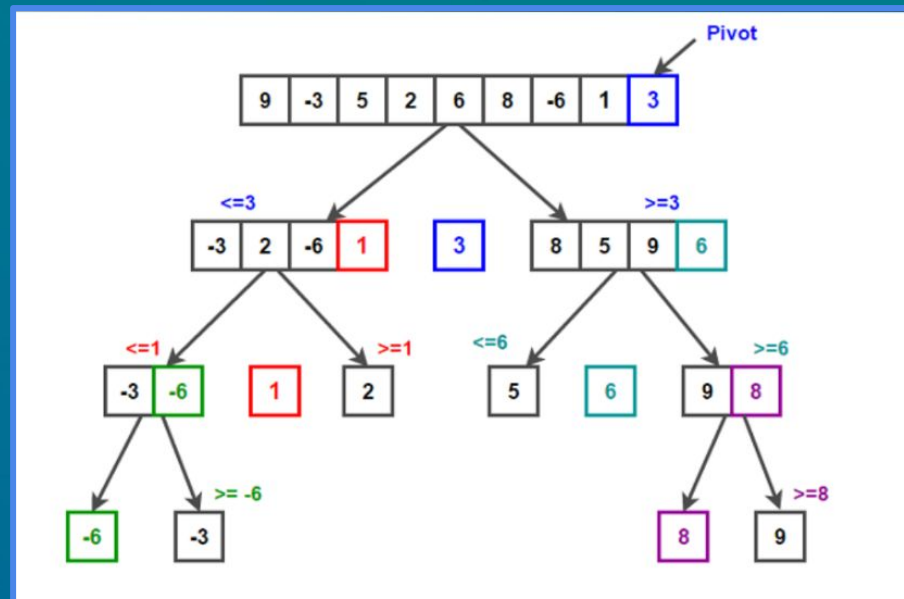 Pivot
9 -3 5 2 6 8 -6 1 3
<=3 >=3
-3 2 -6 1 3 8 5 9 6
<=1 >=1 <=6 >=6
-3 -6 1 2 5 6 9 8
>= -6 >=8
-6 -3 8 9